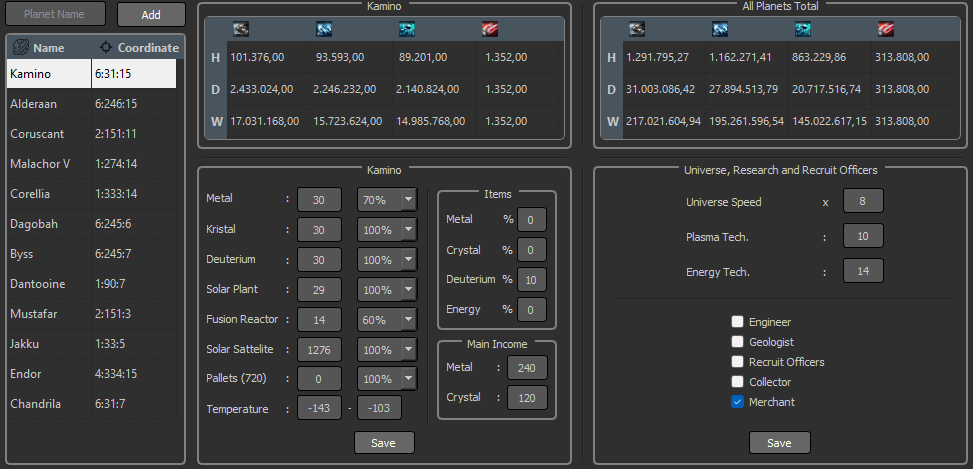 Planet Name
Add
Name Coordinate
Kamino 6:31:15
Alderaan 6:246:15
Coruscant 2:151:11
Malachor V 1:274:14
Corellia 1:333:14
Dagobah 6:245:6
Byss 6:245:7
Dantooine 1:90:7
Mustafar 2:151:3
Jakku 1:33:5
Endor 4:334:15
Chandrila 6:31:7
Kamino
H 101.376,00 93.593,00 89.201,00 1.352,00
D 2.433.024,00 2.246.232,00 2.140.824,00 1.352,00
W 17.031.168,00 15.723.624,00 14.985.768,00 1.352,00
All Planets Total
H 1.291.795,27 1.162.271,41 863.229,86 313.808,00
D 31.003.086,42 27.894.513,79 20.717.516,74 313.808,00
W 217.021.604,94 195.261.596,54 145.022.617,15 313.808,00
Kamino
Metal : 30 70%
Kristal : 30 100%
Deuterium : 30 100%
Solar Plant : 29 100%
Fusion Reactor : 14 60%
Solar Sattelite : 1276 100%
Pallets (720) : 0 100%
Temperature : -143 - -103
Items
Metal % 0
Crystal % 0
Deuterium % 10
Energy % 0
Main Income
Metal : 240
Crystal : 120
Save
Universe, Research and Recruit Officers
Universe Speed x 8
Plasma Tech. : 10
Energy Tech. : 14
Engineer
Geologist
Recruit Officers
Collector
Merchant
Save